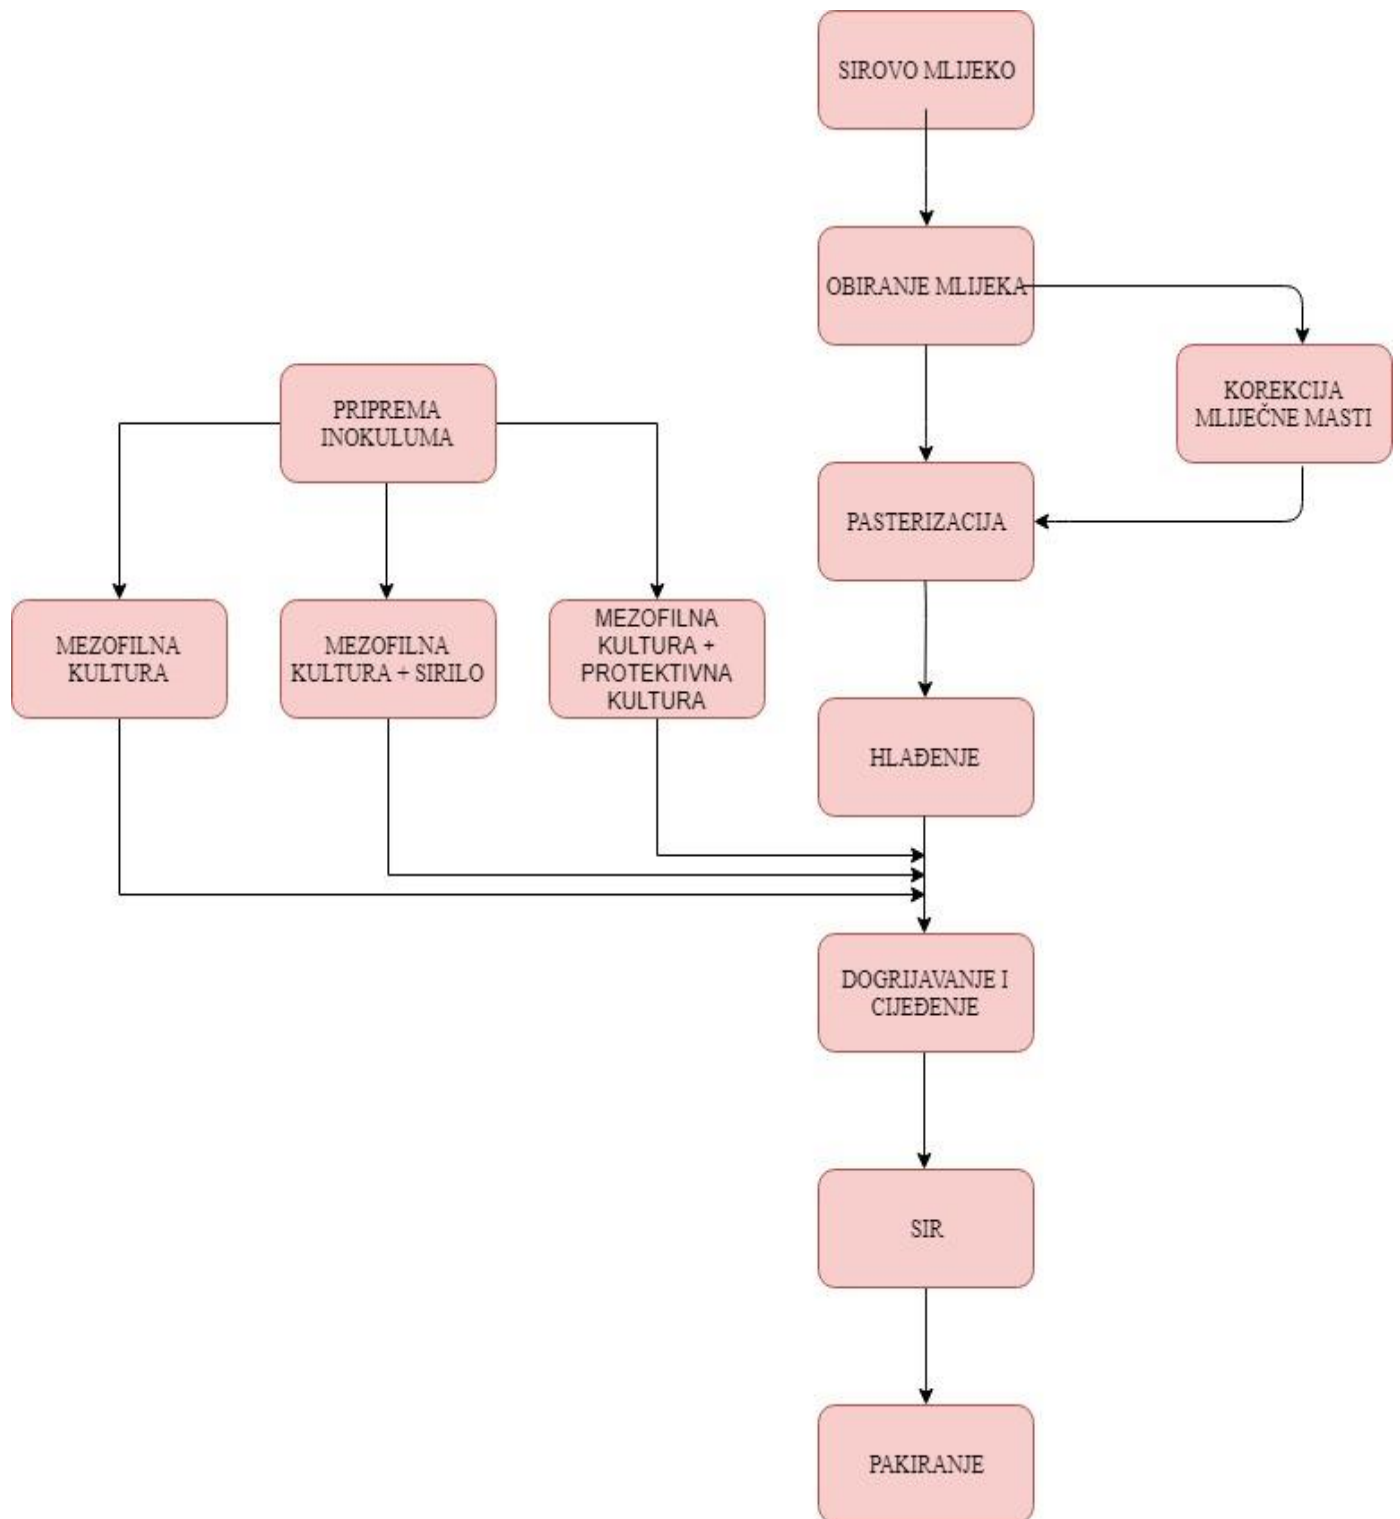 SIROVO MLIJEKO
OBIRANJE MLIJEKA
KOREKCIJA
MLIJEČNE MASTI
PRIPREMA
INOKULUMA
PASTERIZACIJA
MEZOFILNA
KULTURA
MEZOFILNA
KULTURA + SIRILO
MEZOFILNA
KULTURA +
PROTEKTIVNA
KULTURA
HLAĐENJE
DOGRIJAVANJE I
CIJEĐENJE
SIR
PAKIRANJE